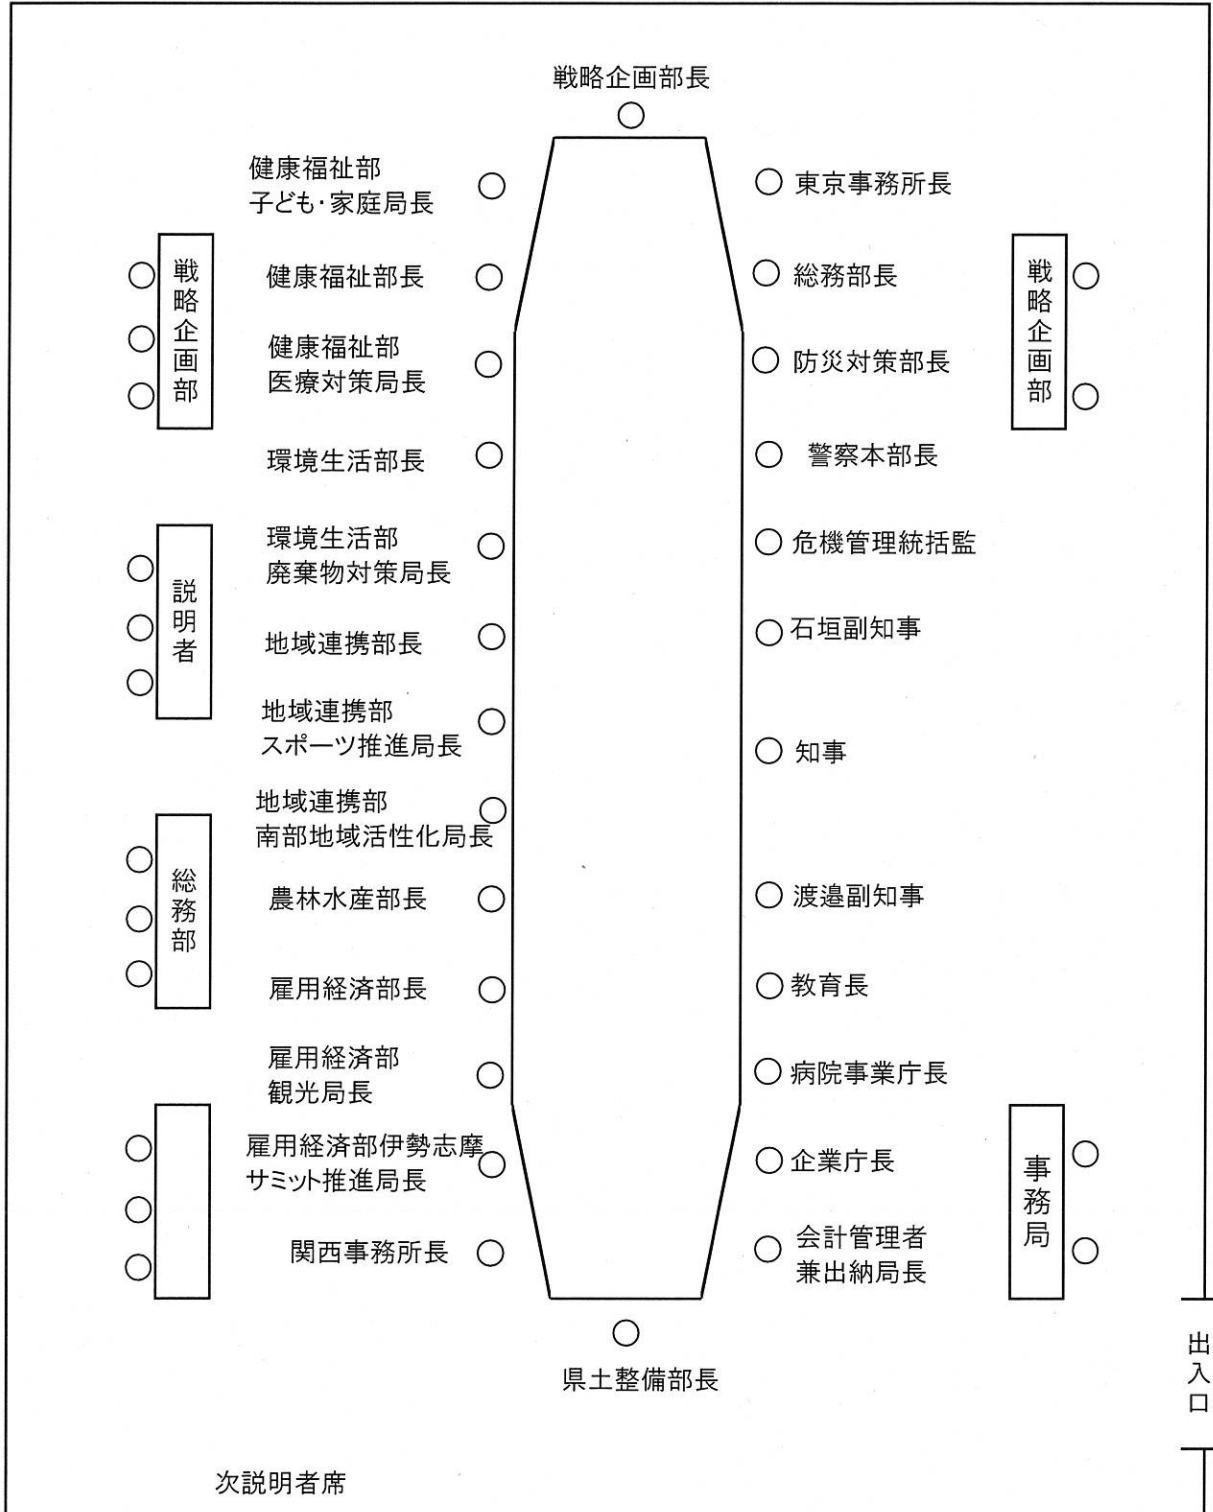 戦略企画部長
健康福祉部
子ども・家庭局長
東京事務所長
戦略企画部
健康福祉部長
総務部長
戦略企画部
健康福祉部
医療対策局長
防災対策部長
環境生活部長
警察本部長
説明者
環境生活部
廃棄物対策局長
危機管理統括監
地域連携部長
石垣副知事
地域連携部
スポーツ推進局長
知事
地域連携部
南部地域活性化局長
総務部
農林水産部長
渡邉副知事
雇用経済部長
教育長
雇用経済部
観光局長
病院事業庁長
雇用経済部伊勢志摩
サミット推進局長
企業庁長
事務局
関西事務所長
会計管理者
兼出納局長
県土整備部長
出入口
次説明者席